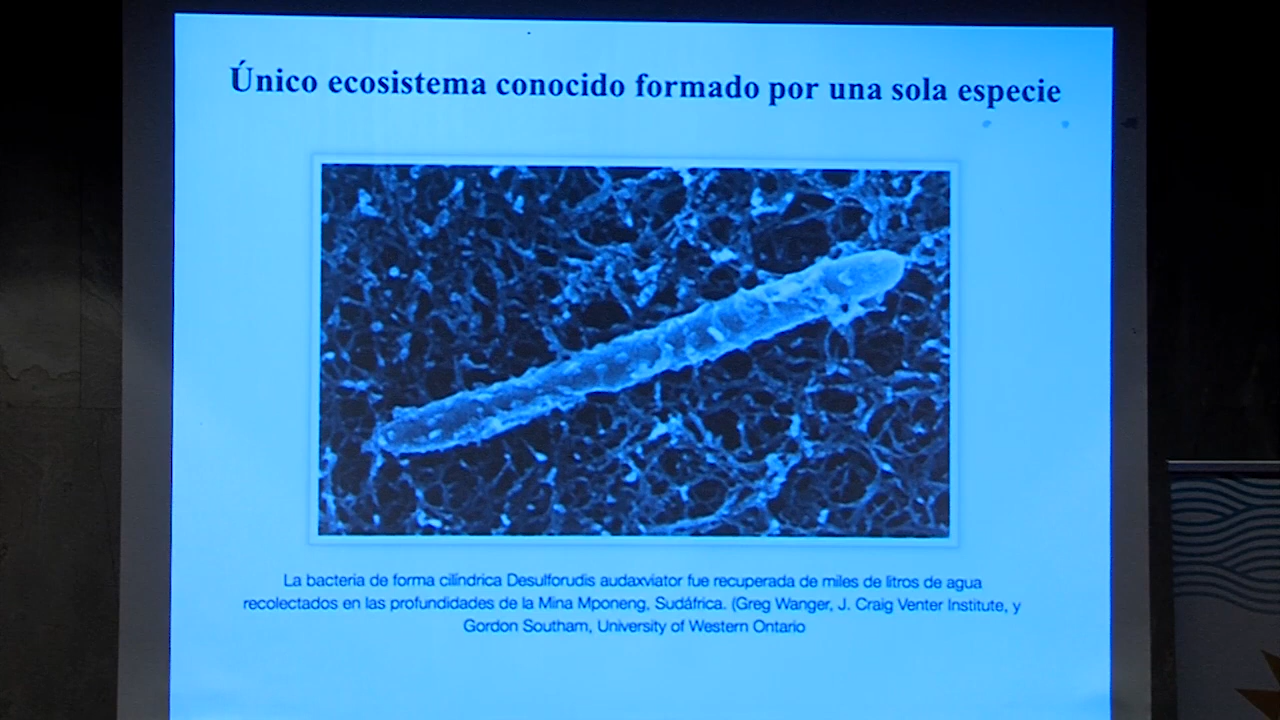 Único ecosistema conocido formado por una sola especie
La bacteria de forma cilíndrica Desulforudis audaxviator fue recuperada de miles de litros de agua
recolectados en las profundidades de la Mina Mponeng, Sudáfrica. (Greg Wanger, J. Craig Venter Institute, y
Gordon Southam, University of Western Ontario